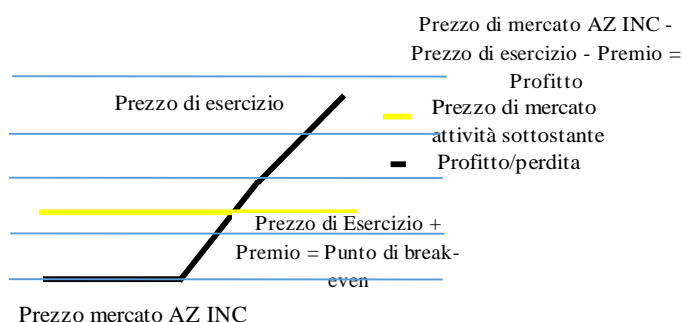 Prezzo di mercato AZ INC -
Prezzo di esercizio - Premio =
Profitto
Prezzo di esercizio
Prezzo di mercato
attività sottostante
Profitto/perdita
Prezzo di Esercizio +
Premio = Punto di break-
even
Prezzo mercato AZ INC